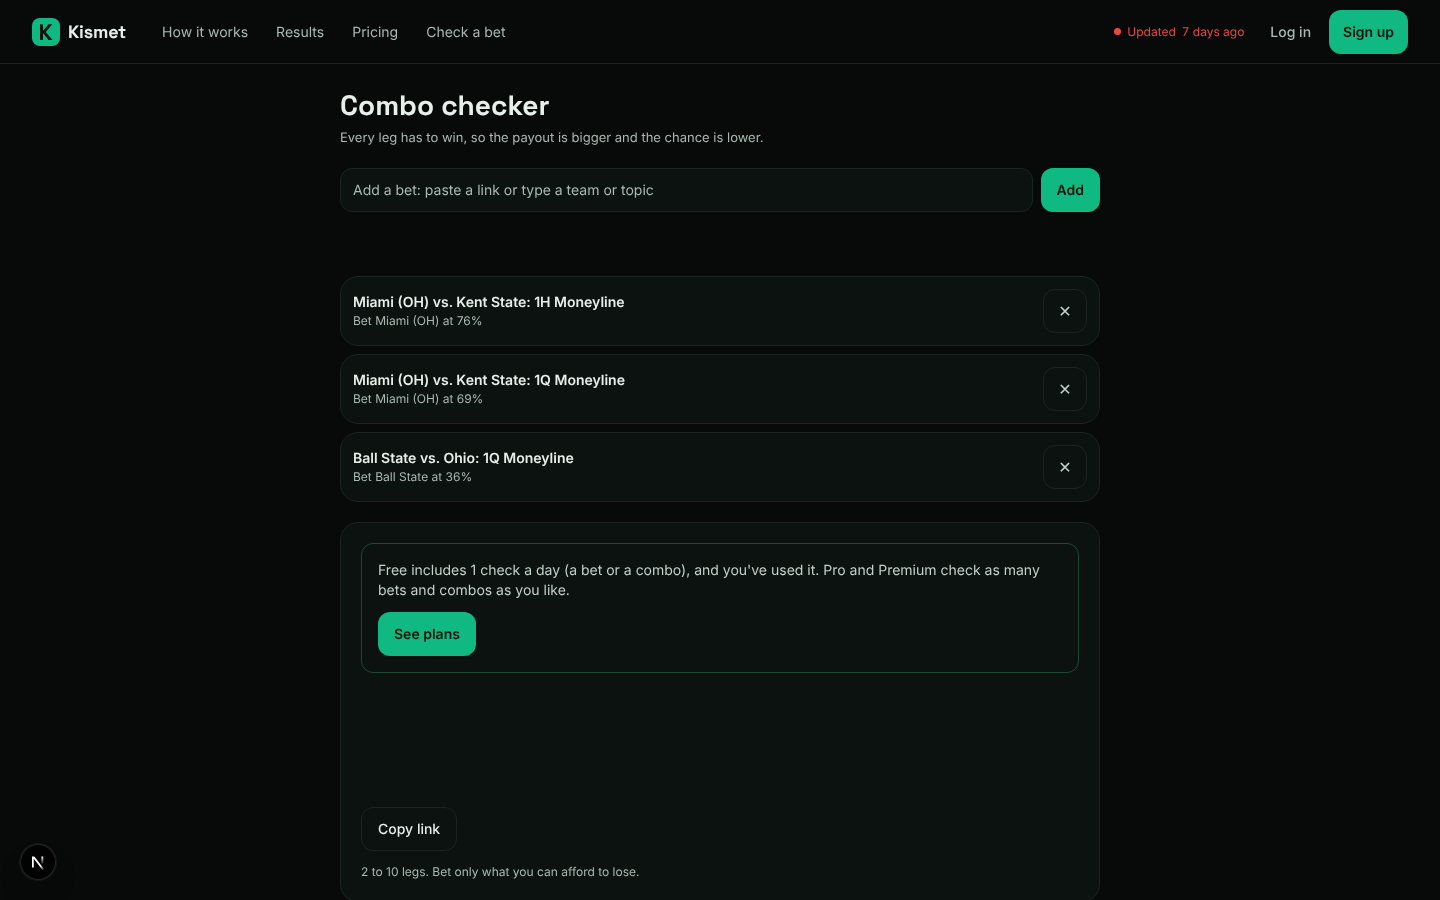 Kismet
How it works
Results
Pricing
Check a bet
Updated 7 days ago
Log in
Sign up
Combo checker
Every leg has to win, so the payout is bigger and the chance is lower.
Add a bet: paste a link or type a team or topic
Add
Miami (OH) vs. Kent State: 1H Moneyline
Bet Miami (OH) at 76%
×
Miami (OH) vs. Kent State: 1Q Moneyline
Bet Miami (OH) at 69%
×
Ball State vs. Ohio: 1Q Moneyline
Bet Ball State at 36%
×
Free includes 1 check a day (a bet or a combo), and you've used it. Pro and Premium check as many
bets and combos as you like.
See plans
Copy link
2 to 10 legs. Bet only what you can afford to lose.